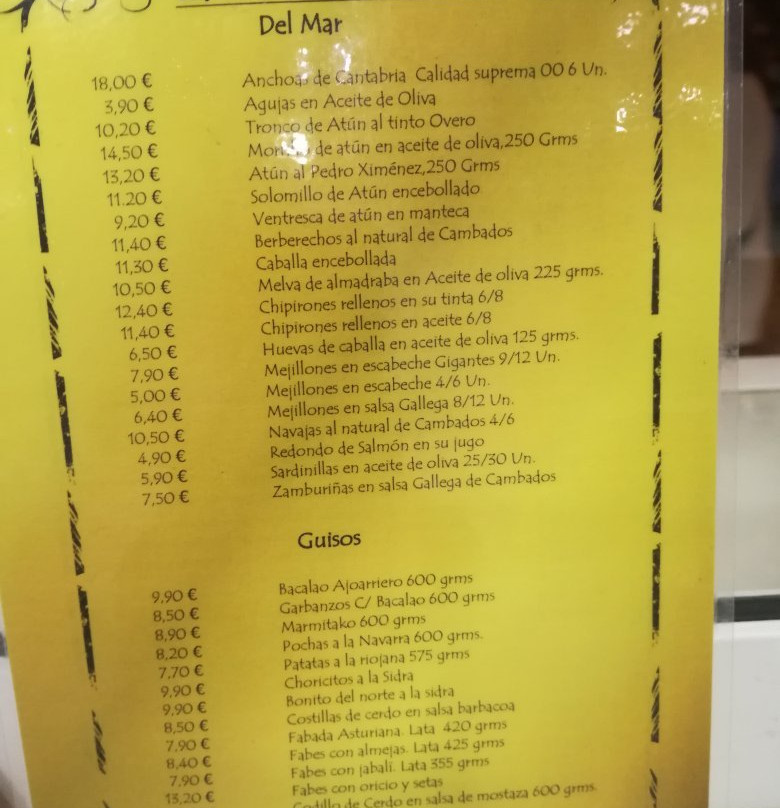 Del Mar
18,00 € Anchoas de Cantabria Calidad suprema 00 6 Un.
3,90 € Agujas en Aceite de Oliva
10,20 € Tronco de Atún al tinto Overo
14,50 € de atún en aceite de oliva,250 Grms
13,20 € Atún al Pedro Ximénez,250 Grms
11.20 € Solomillo de Atún encebollado
9,20 € Ventresca de atún en manteca
11,40 € Berberechos al natural de Cambados
11,30 € Caballa encebollada
10,50 € Melva de almadraba en Aceite de oliva 225 grms.
12,40 € Chipirones rellenos en su tinta 6/8
11,40 € Chipirones rellenos en aceite 6/8
6,50 € Huevas de caballa en aceite de oliva 125 grms.
7,90 € Mejillones en escabeche Gigantes 9/12 Un.
5,00 € Mejillones en escabeche 4/6 Un.
6,40 € Mejillones en salsa Gallega 8/12 Un.
10,50 € Navajas al natural de Cambados 4/6
4,90 € Redondo de Salmón en su jugo
5,90 € Sardinillas en aceite de oliva 25/30 Un.
7,50 € Zamburiñas en salsa Gallega de Cambados
Guisos
9,90 € Bacalao Ajoarriero 600 grms
8,50 € Garbanzos C/ Bacalao 600 grms
8,90 € Marmitako 600 grms
8,20 € Pochas a la Navarra 600 grms.
7,70 € Patatas a la riojana 575 grms
9,90 € Choricitos a la Sidra
9,90 € Bonito del norte a la sidra
8,50 € Costillas de cerdo en salsa barbacoa
7,90 € Fabada Asturiana. Lata 420 grms
8,40 € Fabes con almejas. Lata 425 grms
7,90 € Fabes con jabalí. Lata 355 grms
13,20 € Fabes con oricio y setas
Codillo de Cerdo en salsa de mostaza 600 grms.